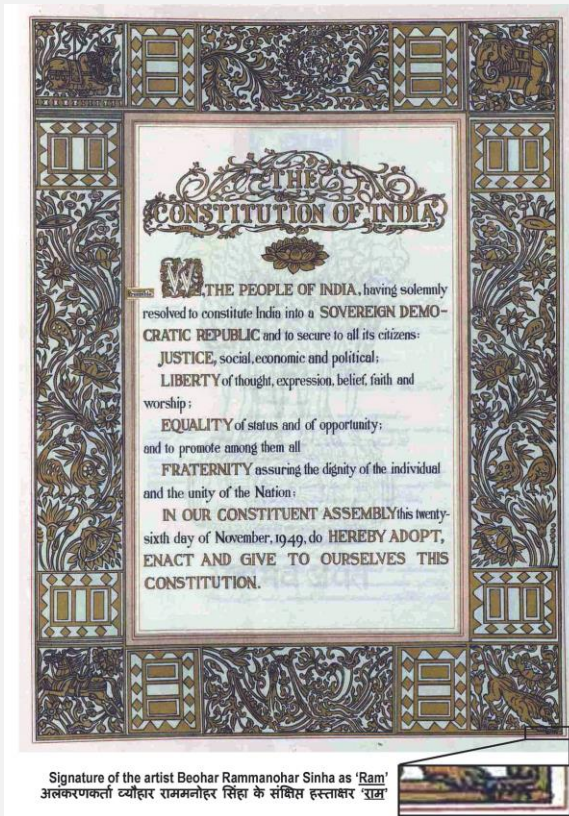 THE
CONSTITUTION OF INDIA
WE, THE PEOPLE OF INDIA, having solemnly
resolved to constitute India into a SOVEREIGN DEMO-
CRATIC REPUBLIC and to secure to all its citizens:
JUSTICE, social, economic and political;
LIBERTY of thought, expression, belief, faith and
worship;
EQUALITY of status and of opportunity;
and to promote among them all
FRATERNITY assuring the dignity of the individual
and the unity of the Nation;
IN OUR CONSTITUENT ASSEMBLY this twenty-
sixth day of November, 1949, do HEREBY ADOPT,
ENACT AND GIVE TO OURSELVES THIS
CONSTITUTION.
Signature of the artist Beohar Rammanohar Sinha as 'Ram'
अलंकरणकर्ता व्यौहार राममनोहर सिंहा के संक्षिप्त हस्ताक्षर 'राम'